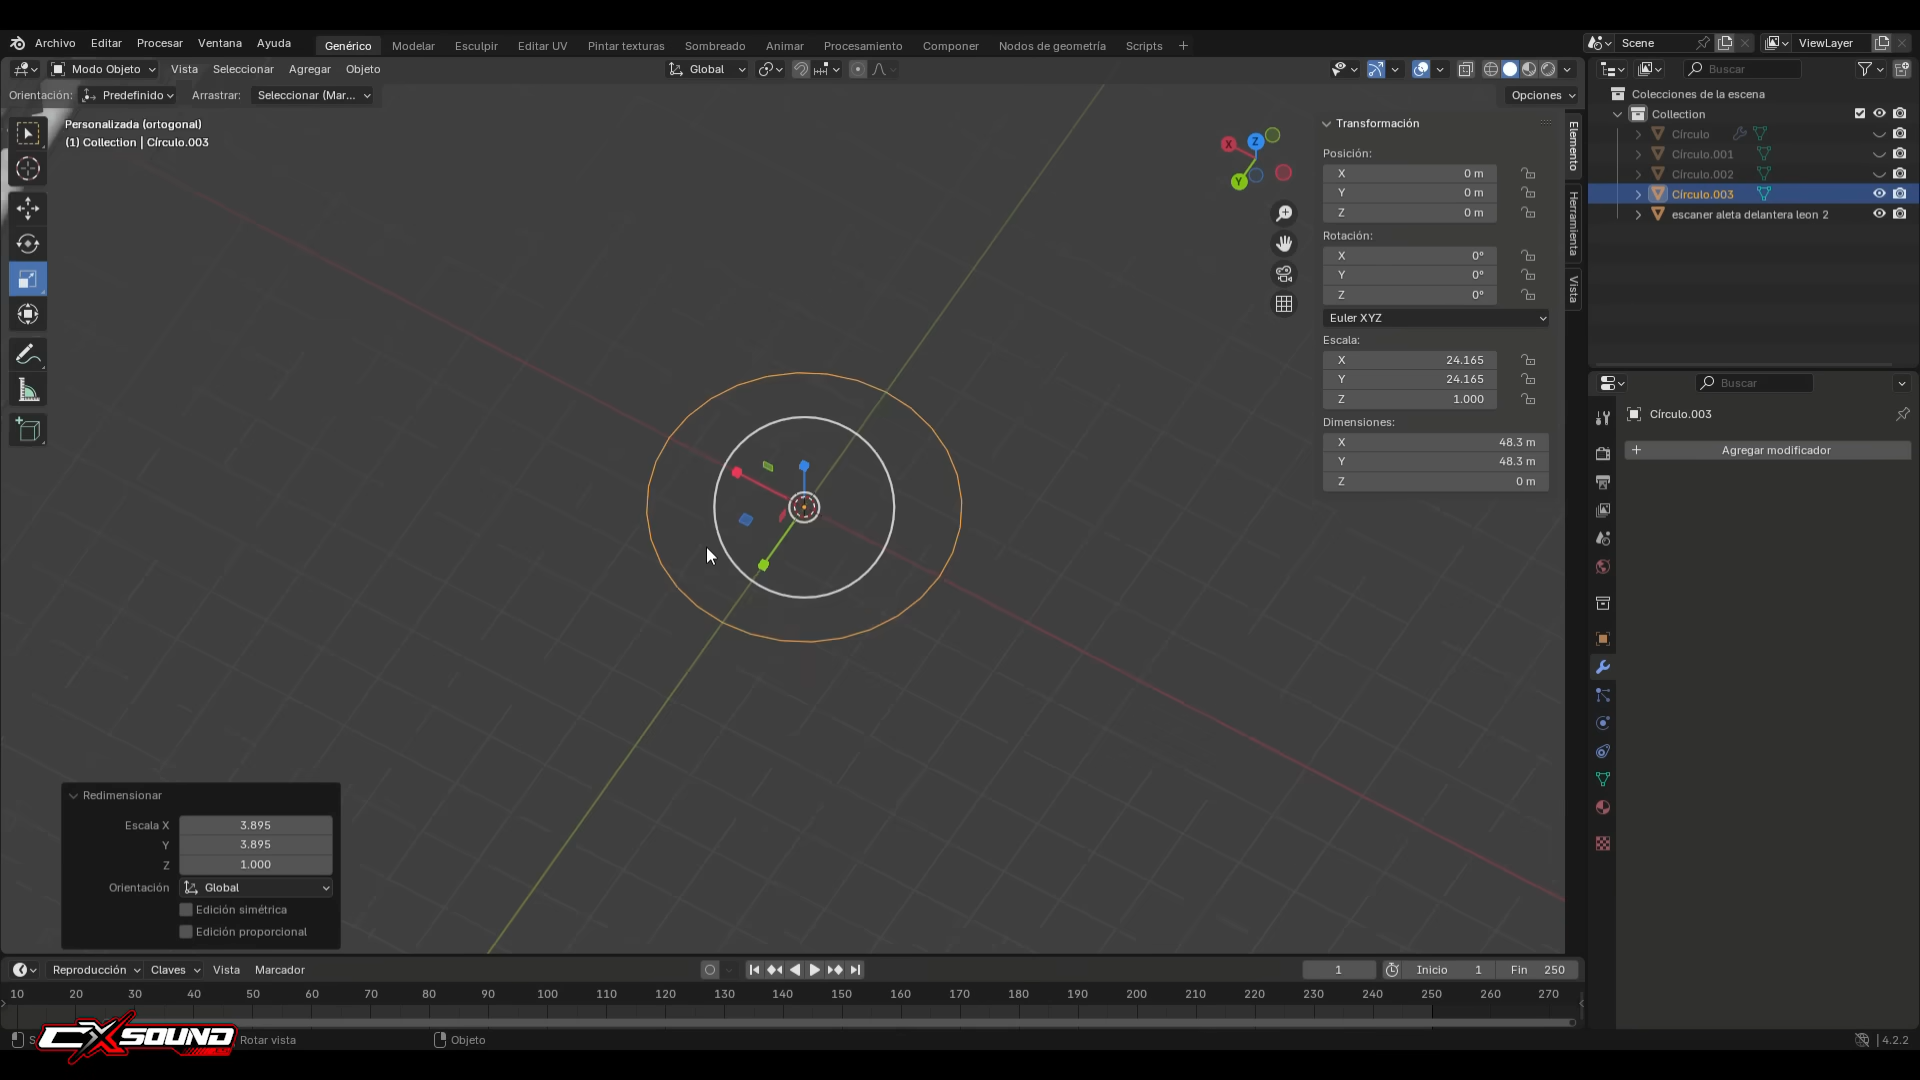 Archivo Editar Procesar Ventana Ayuda Genérico Modelar Esculpir Editar UV Pintar texturas Sombreado Animar Procesamiento Componer Nodos de geometría Scripts + Scene ViewLayer
Modo Objeto Vista Seleccionar Agregar Objeto Global Buscar
Orientación: Predefinido Arrastrar: Seleccionar (Mar... Opciones
Personalizada (ortogonal)
(1) Collection | Círculo.003
X
Y
Z
Transformación
Posición:
X 0 m
Y 0 m
Z 0 m
Rotación:
X 0°
Y 0°
Z 0°
Euler XYZ
Escala:
X 24.165
Y 24.165
Z 1.000
Dimensiones:
X 48.3 m
Y 48.3 m
Z 0 m
Elemento
Herramienta
Vista
Colecciones de la escena
Collection
Círculo
Círculo.001
Círculo.002
Círculo.003
escaner aleta delantera leon 2
Buscar
Círculo.003
+ Agregar modificador
Redimensionar
Escala X 3.895
Y 3.895
Z 1.000
Orientación Global
Edición simétrica
Edición proporcional
Reproducción Claves Vista Marcador 1 Inicio 1 Fin 250
10 20 30 40 50 60 70 80 90 100 110 120 130 140 150 160 170 180 190 200 210 220 230 240 250 260 270
CXSOUND
Rotar vista Objeto 4.2.2